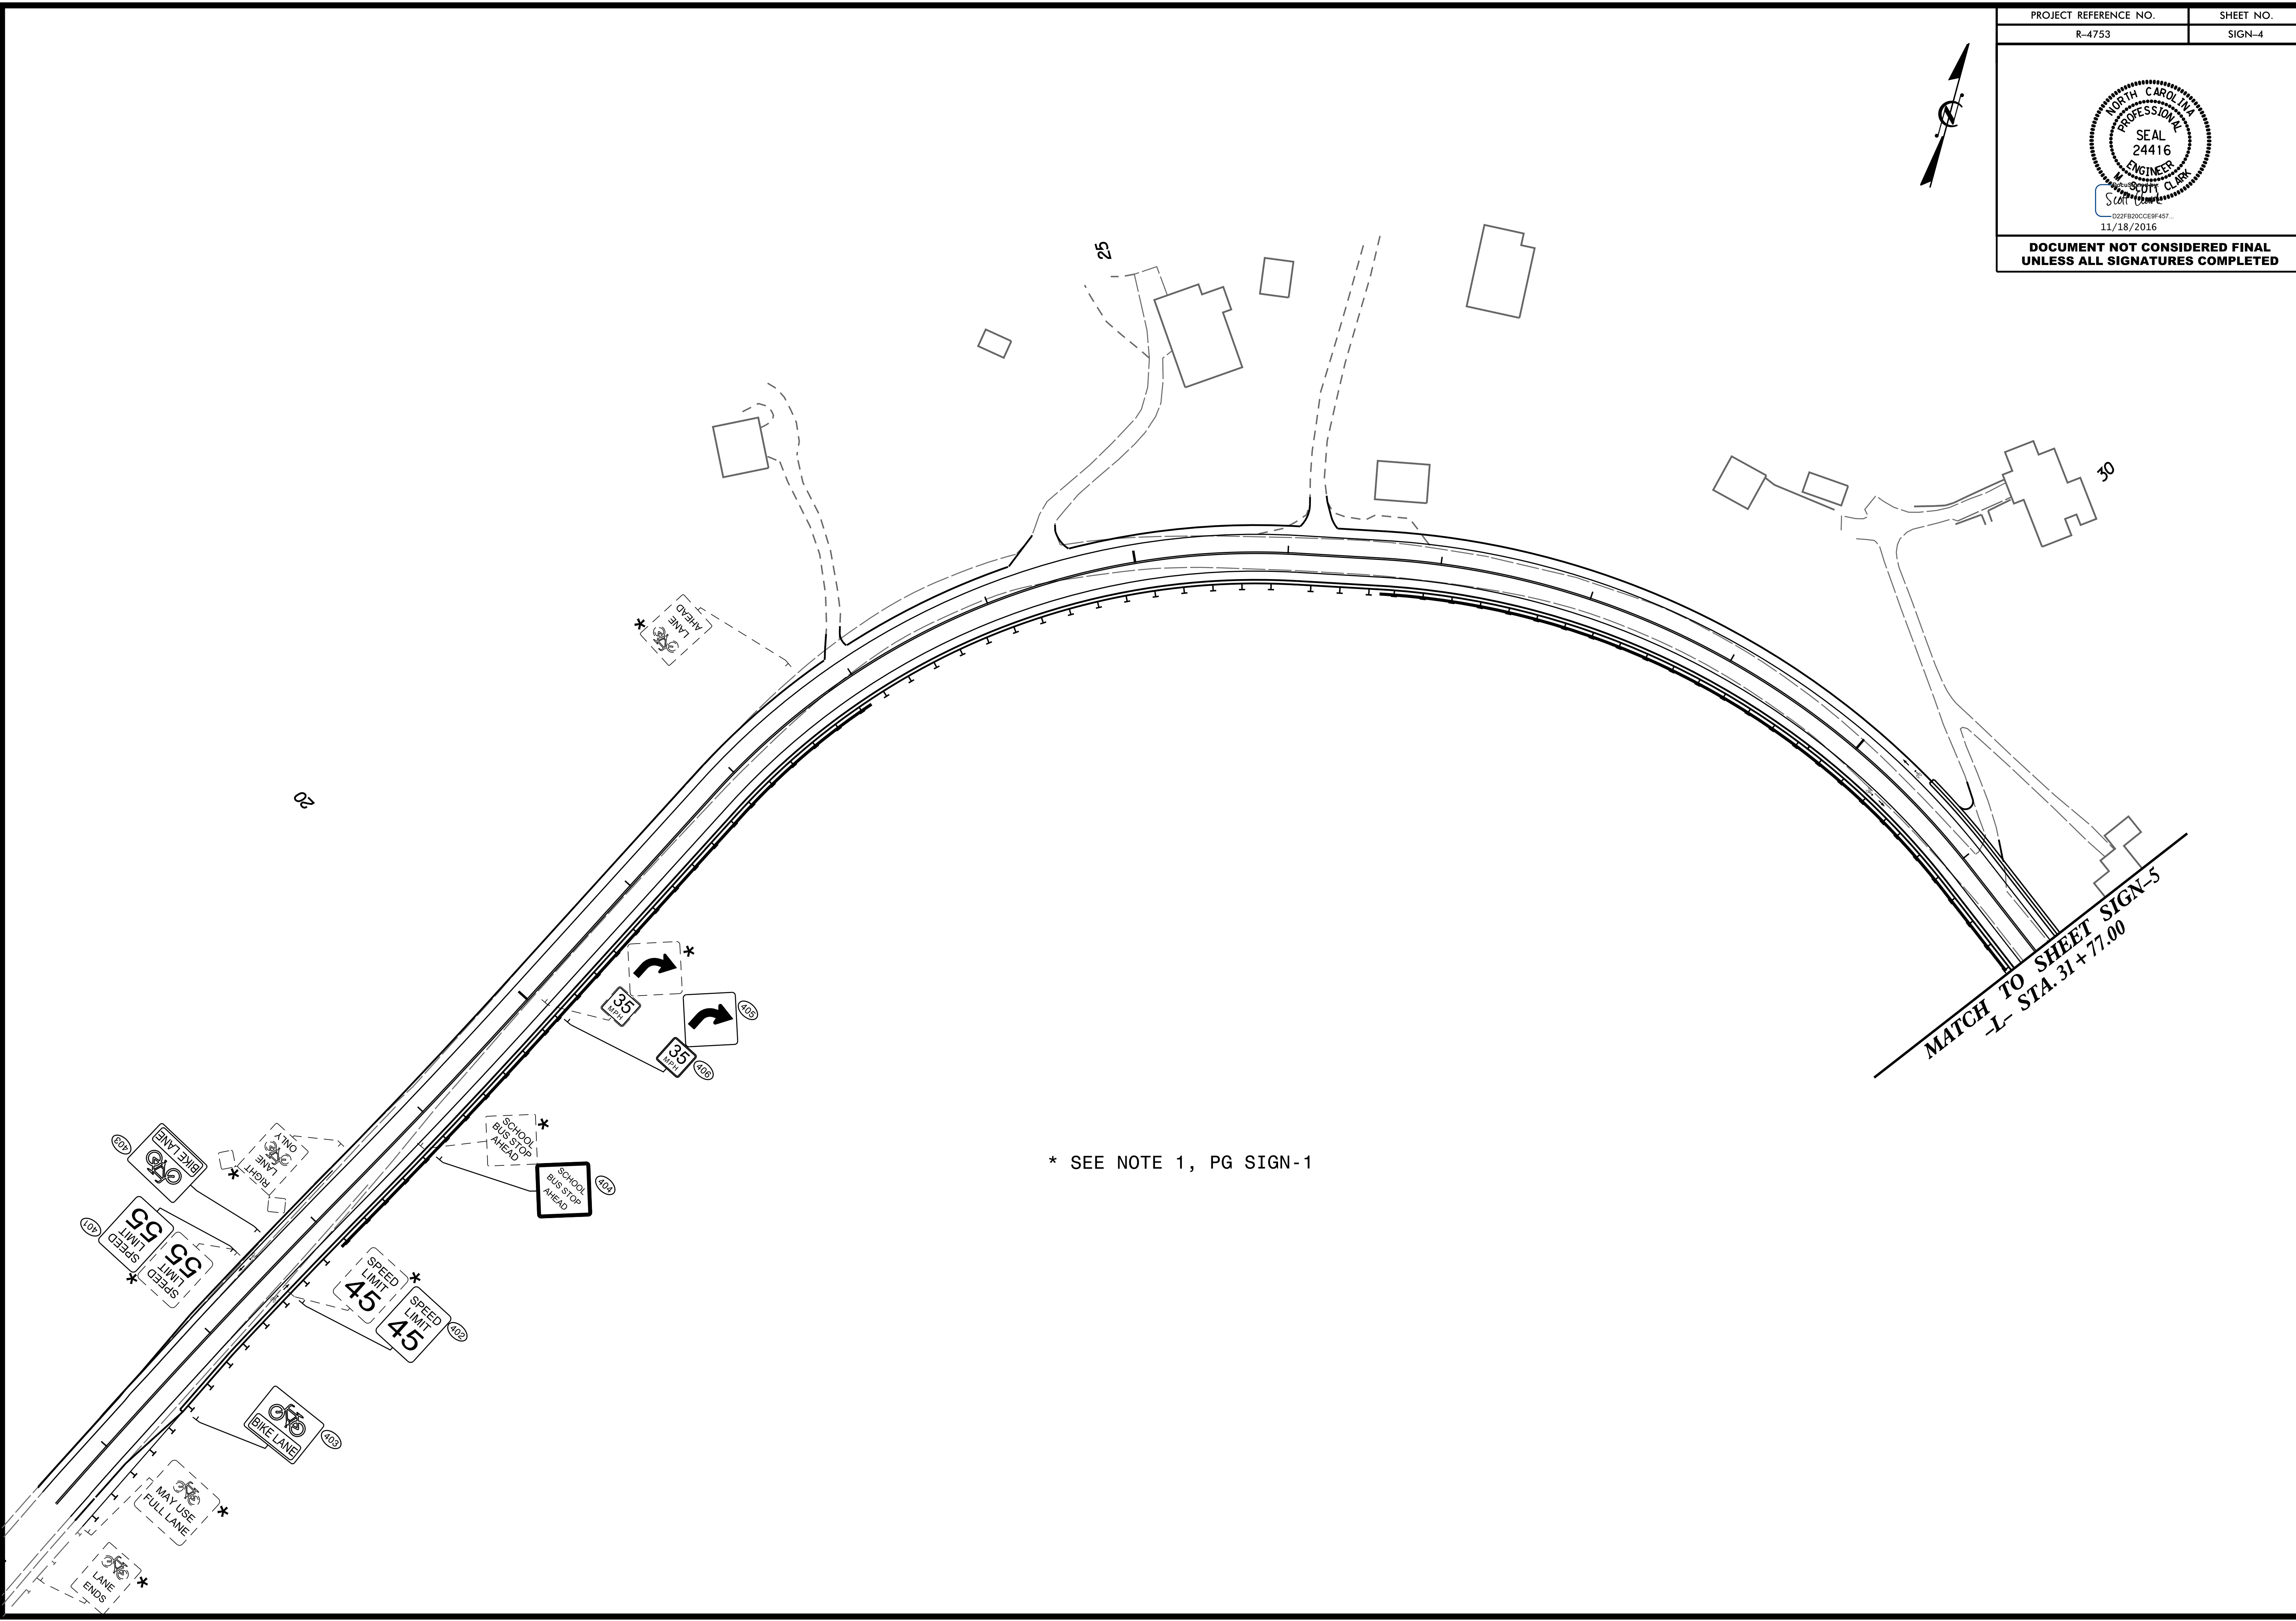 PROJECT REFERENCE NO.
SHEET NO.
R-4753
SIGN-4
NORTH CAROLINA
PROFESSIONAL
SEAL
24416
ENGINEER
M SCOTT CLARK
Scott Clark
D22FB20CCE9F457...
11/18/2016
DOCUMENT NOT CONSIDERED FINAL
UNLESS ALL SIGNATURES COMPLETED
25
30
20
*
LANE
AHEAD
MATCH TO SHEET SIGN-5
-L- STA. 31+77.00
*
35
MPH
405
35
MPH
406
*
SCHOOL
BUS STOP
AHEAD
SCHOOL
BUS STOP
AHEAD
404
* SEE NOTE 1, PG SIGN-1
403
BIKE LANE
*
RIGHT
LANE
ONLY
401
SPEED
LIMIT
55
*
SPEED
LIMIT
55
*
SPEED
LIMIT
45
SPEED
LIMIT
45
402
BIKE LANE
403
*
MAY USE
FULL LANE
*
LANE
ENDS